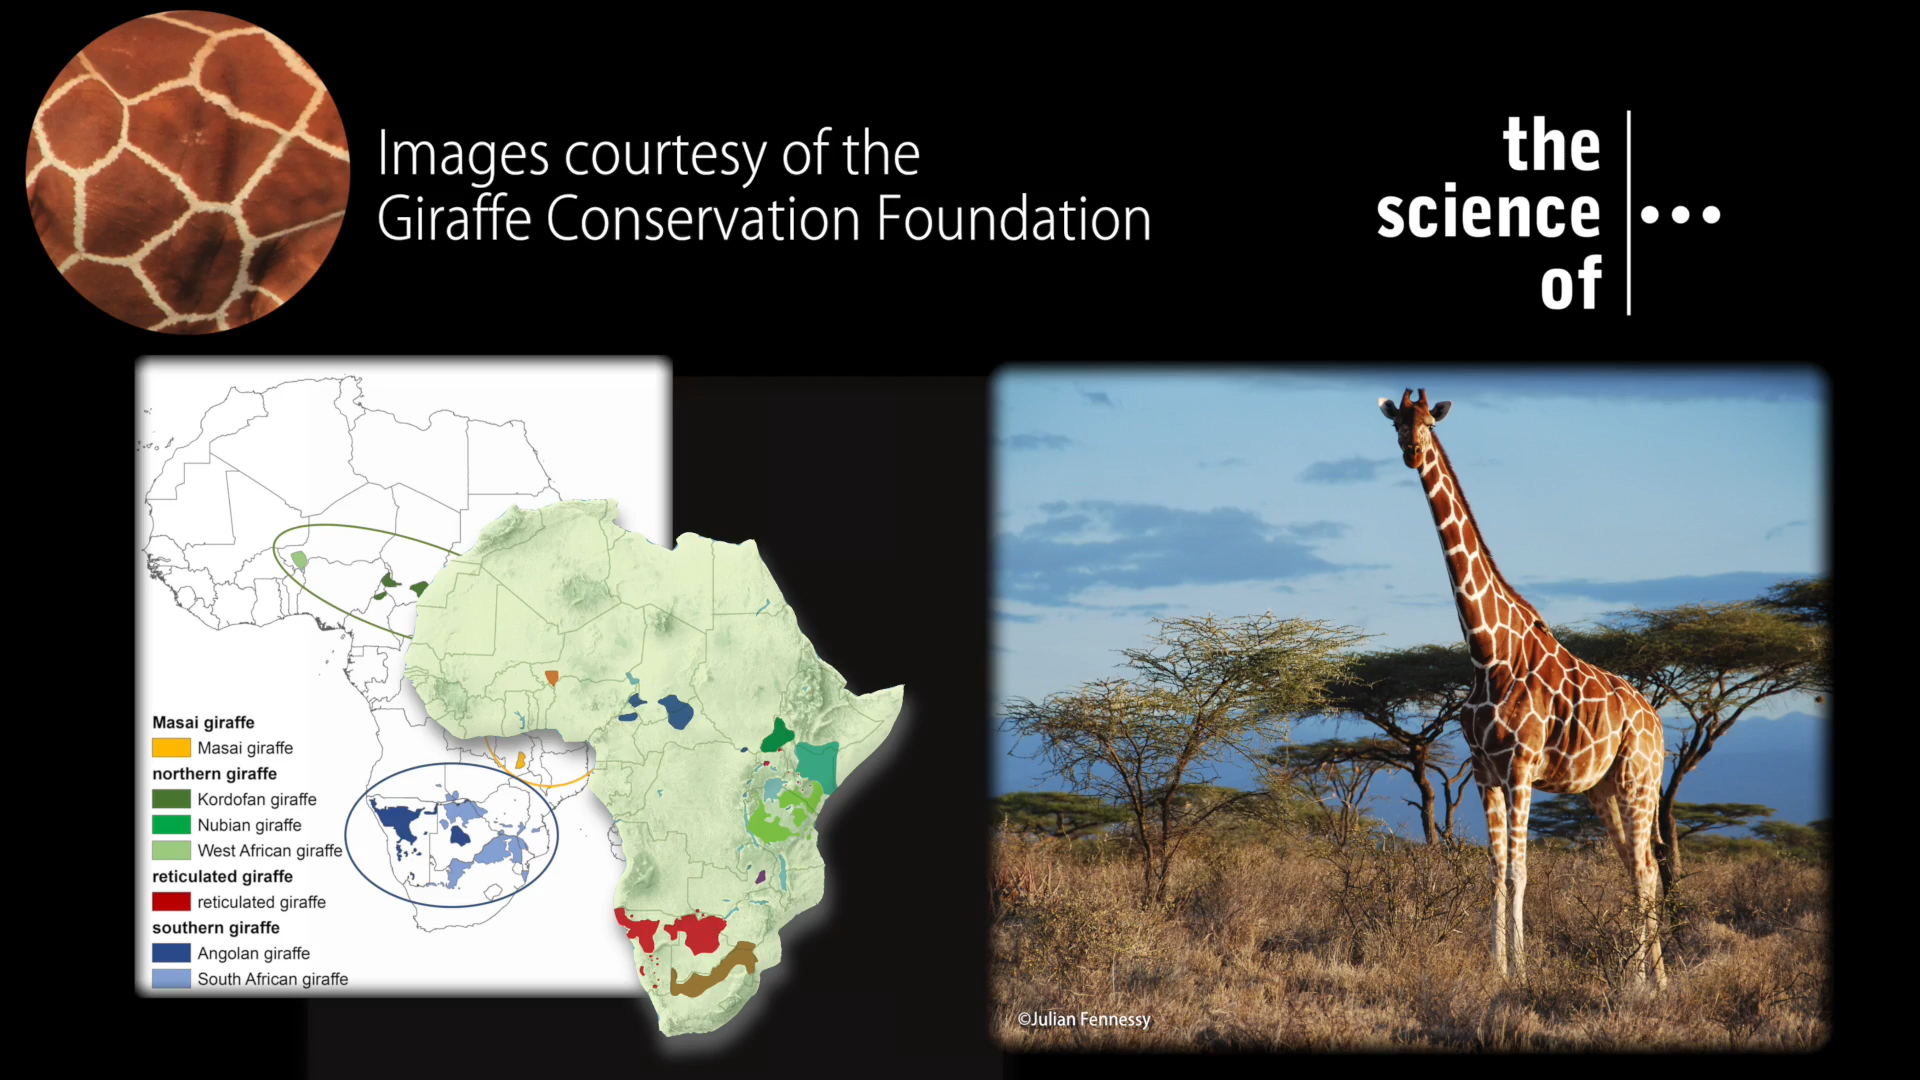 Images courtesy of the
Giraffe Conservation Foundation
the
science
of
...
Masai giraffe
Masai giraffe
northern giraffe
Kordofan giraffe
Nubian giraffe
West African giraffe
reticulated giraffe
reticulated giraffe
southern giraffe
Angolan giraffe
South African giraffe
©Julian Fennessy